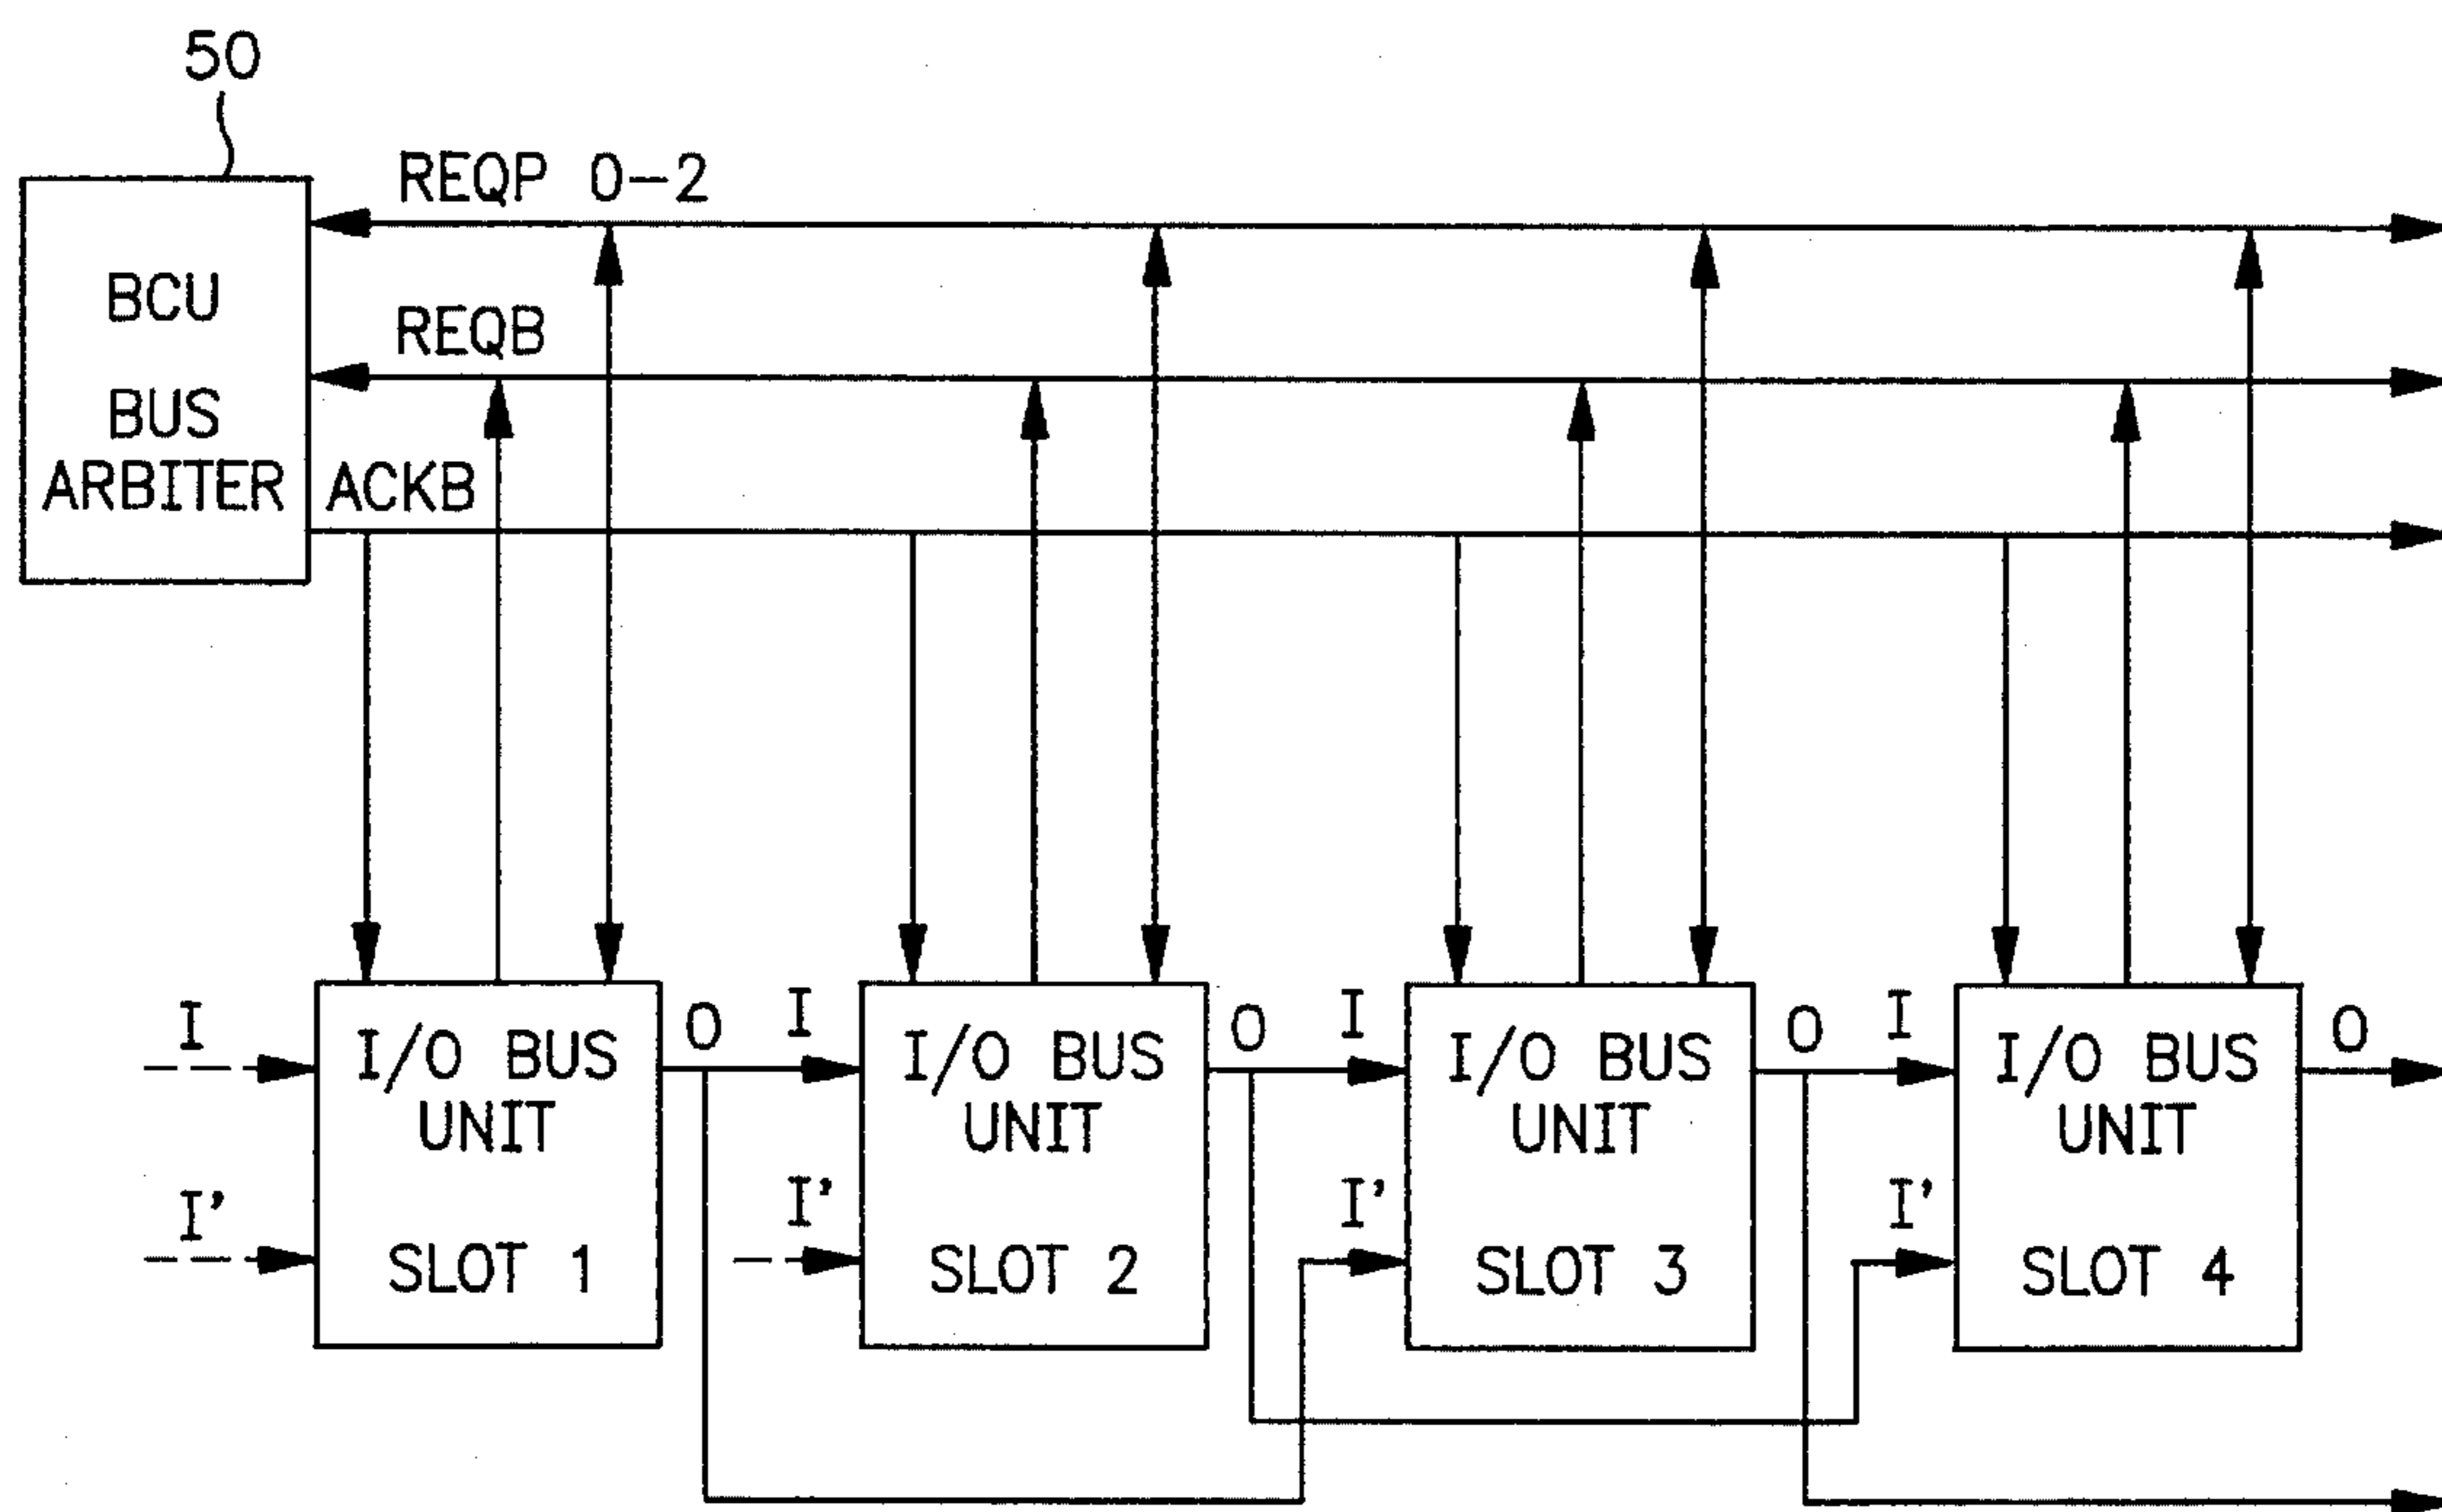 50
REQP 0-2
BCU
REQB
BUS
ARBITER
ACKB
I
I/O BUS
UNIT
I'
SLOT 1
O
I
I/O BUS
UNIT
I'
SLOT 2
O
I
I/O BUS
UNIT
I'
SLOT 3
O
I
I/O BUS
UNIT
I'
SLOT 4
O